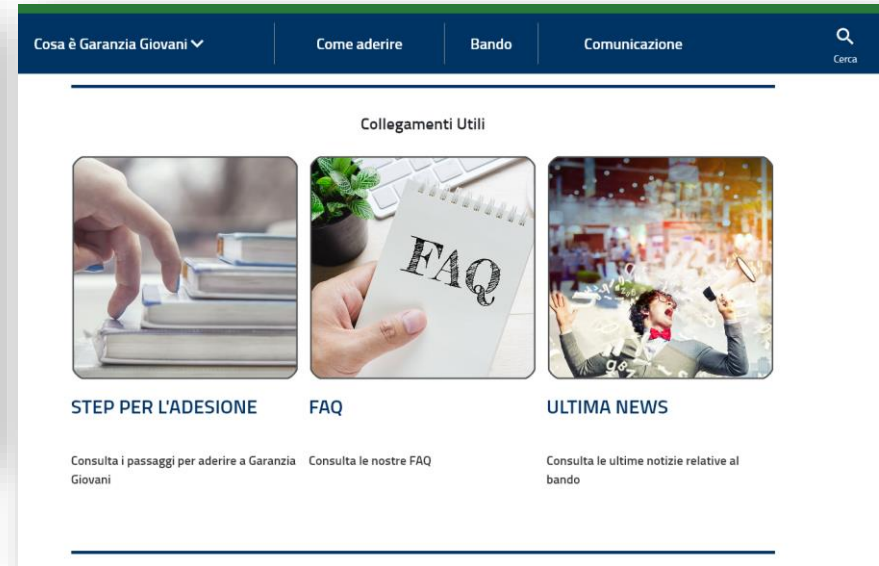 Cosa è Garanzia Giovani
Come aderire
Bando
Comunicazione
Cerca
Collegamenti Utili
FAQ
STEP PER L'ADESIONE
FAQ
ULTIMA NEWS
Consulta i passaggi per aderire a Garanzia
Giovani
Consulta le nostre FAQ
Consulta le ultime notizie relative al
bando